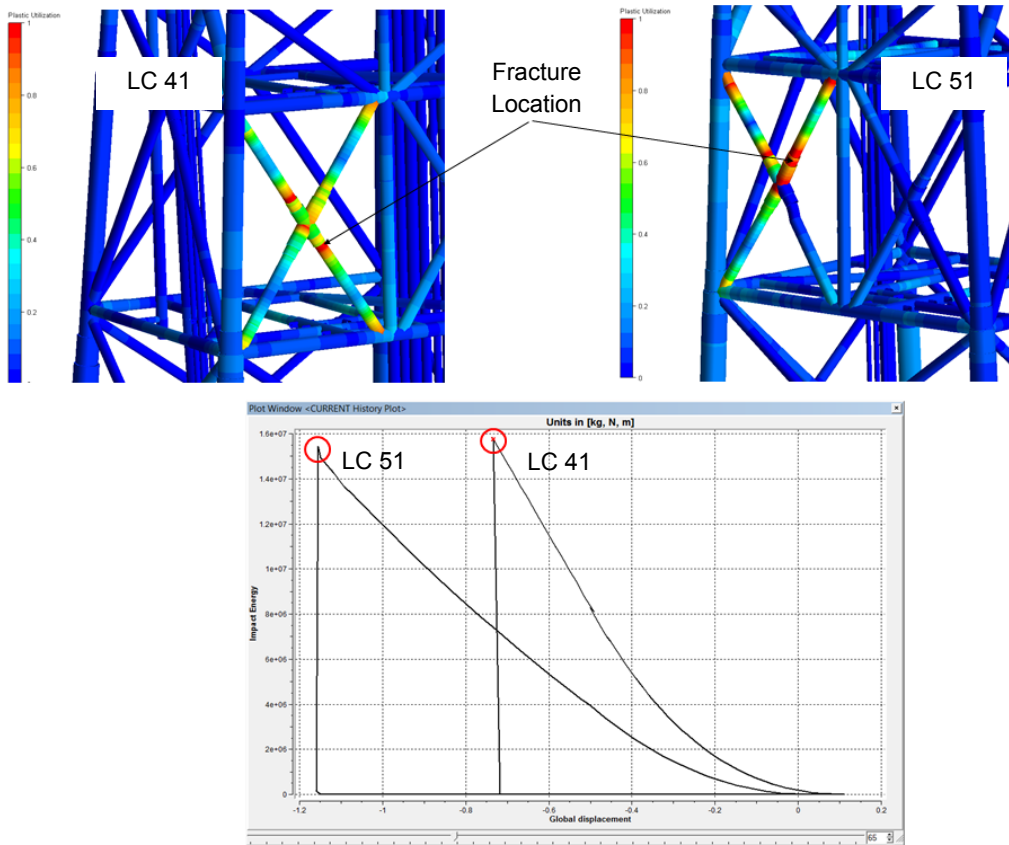 Plastic Utilization
1
0.8
0.6
0.4
0.2
LC 41
Fracture
Location
Plastic Utilization
1
0.8
0.6
0.4
0.2
0
LC 51
Plot Window <CURRENT History Plot>
Units in [kg, N, m]
1.6e+07
1.4e+07
1.2e+07
1e+07
8e+06
6e+06
4e+06
2e+06
0
Impact Energy
LC 51
LC 41
-1.2
-1
-0.8
-0.6
-0.4
-0.2
0
0.2
Global displacement
65